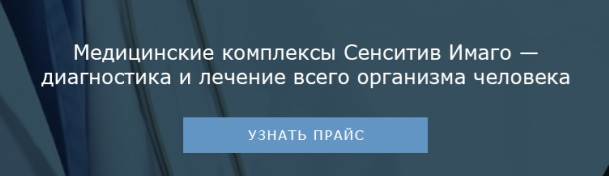 Медицинские комплексы Сенситив Имаго —
диагностика и лечение всего организма человека
УЗНАТЬ ПРАЙС